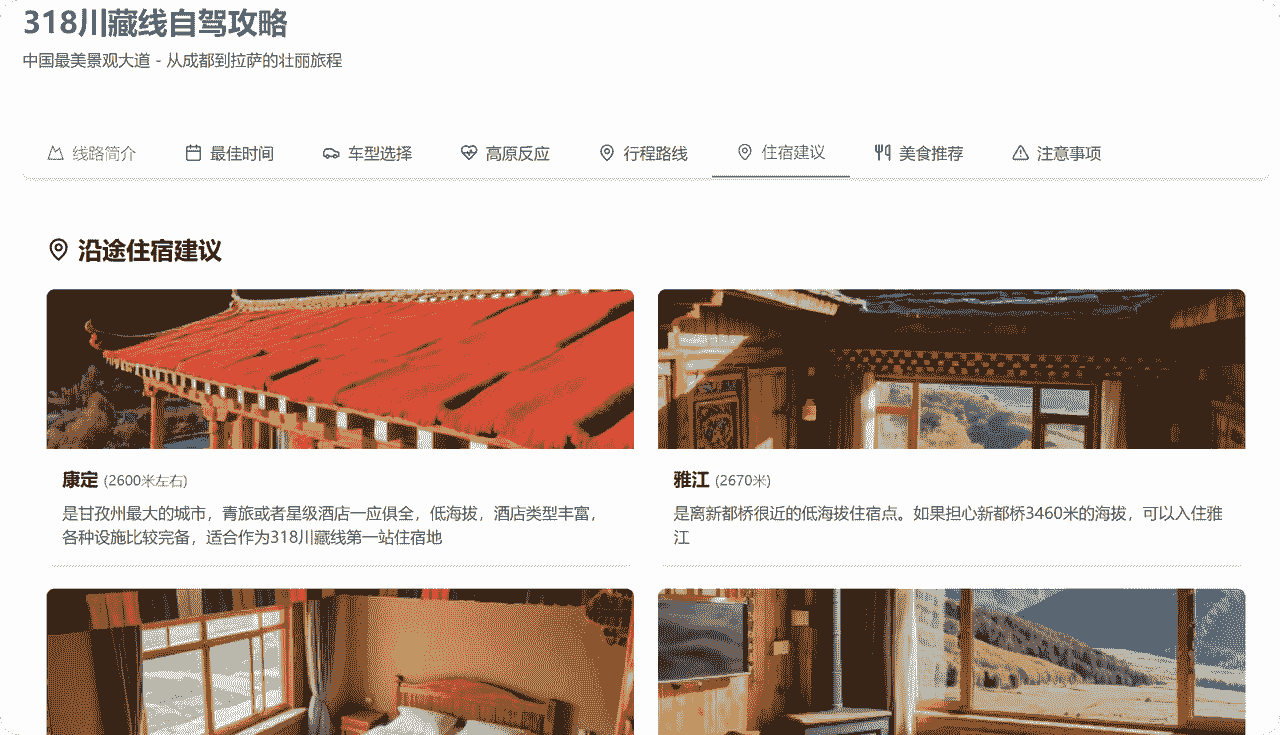 318川藏线自驾攻略
中国最美景观大道 - 从成都到拉萨的壮丽旅程
线路简介 最佳时间 车型选择 高原反应 行程路线 住宿建议 美食推荐 注意事项
沿途住宿建议
康定 (2600米左右)
是甘孜州最大的城市，青旅或者星级酒店一应俱全，低海拔，酒店类型丰富，
各种设施比较完备，适合作为318川藏线第一站住宿地
雅江 (2670米)
是离新都桥很近的低海拔住宿点。如果担心新都桥3460米的海拔，可以入住雅
江